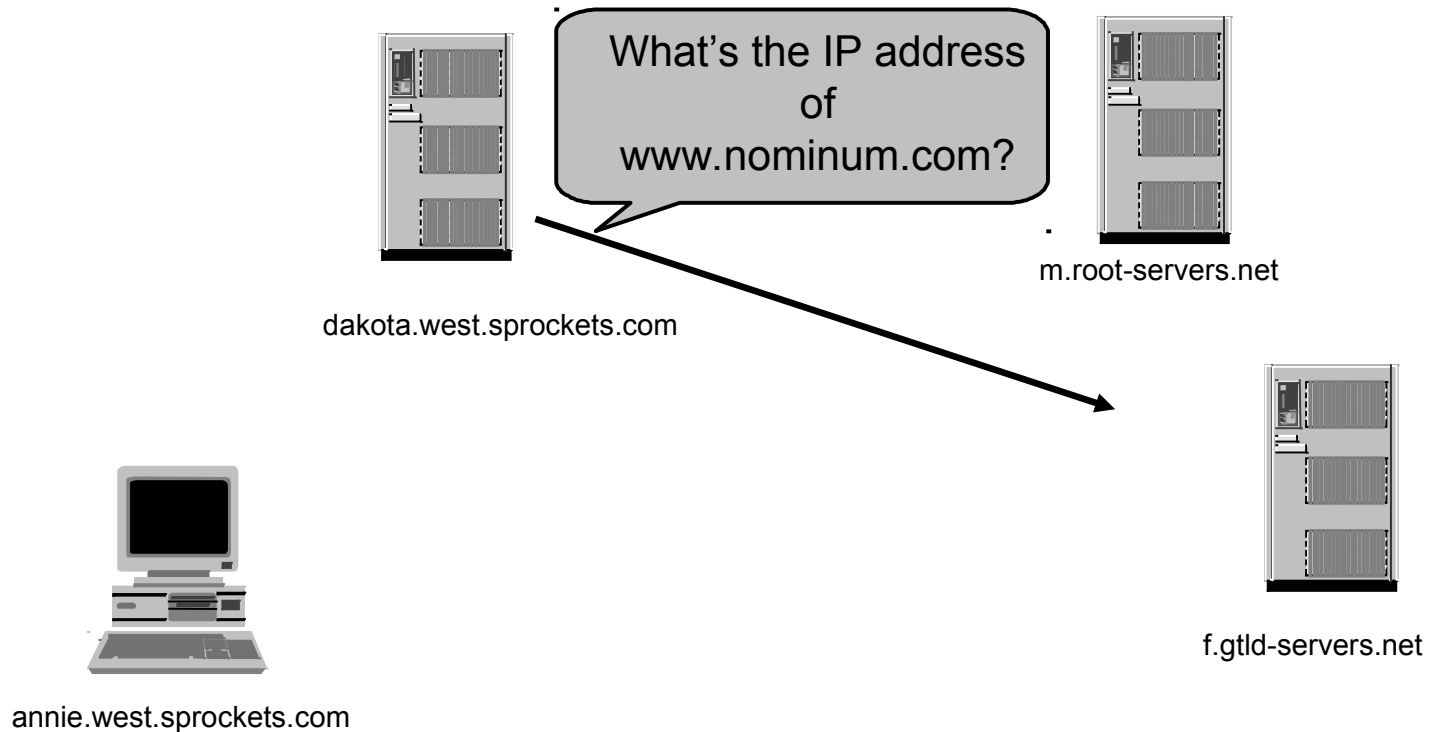 What’s the IP address
of
www.nominum.com?
m.root-servers.net
dakota.west.sprockets.com
f.gtld-servers.net
annie.west.sprockets.com